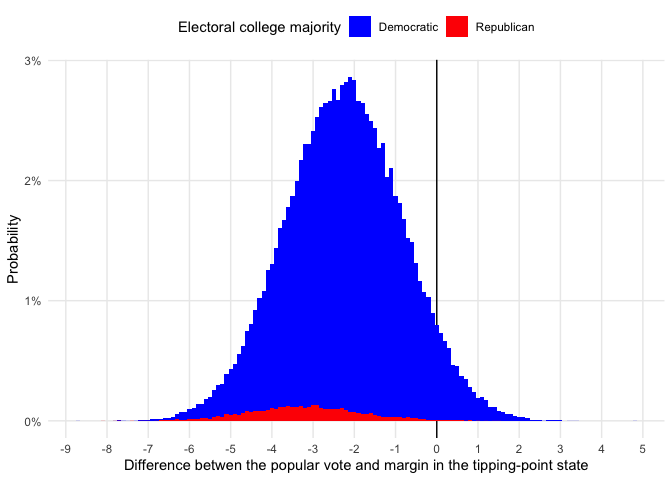 Electoral college majority Democratic Republican
3%
2%
1%
0%
Probability
-9 -8 -7 -6 -5 -4 -3 -2 -1 0 1 2 3 4 5
Difference betwen the popular vote and margin in the tipping-point state